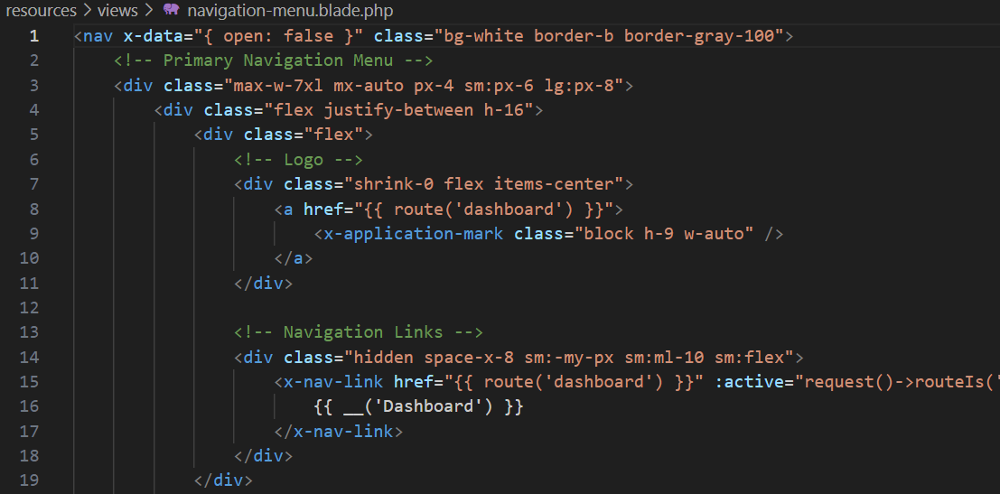 resources > views > navigation-menu.blade.php
1 <nav x-data="{ open: false }" class="bg-white border-b border-gray-100">
2     <!-- Primary Navigation Menu -->
3     <div class="max-w-7xl mx-auto px-4 sm:px-6 lg:px-8">
4         <div class="flex justify-between h-16">
5             <div class="flex">
6                 <!-- Logo -->
7                 <div class="shrink-0 flex items-center">
8                     <a href="{{ route('dashboard') }}">
9                         <x-application-mark class="block h-9 w-auto" />
10                     </a>
11                 </div>
12
13                 <!-- Navigation Links -->
14                 <div class="hidden space-x-8 sm:-my-px sm:ml-10 sm:flex">
15                     <x-nav-link href="{{ route('dashboard') }}" :active="request()->routeIs('
16                         {{ __('Dashboard') }}
17                     </x-nav-link>
18                 </div>
19             </div>